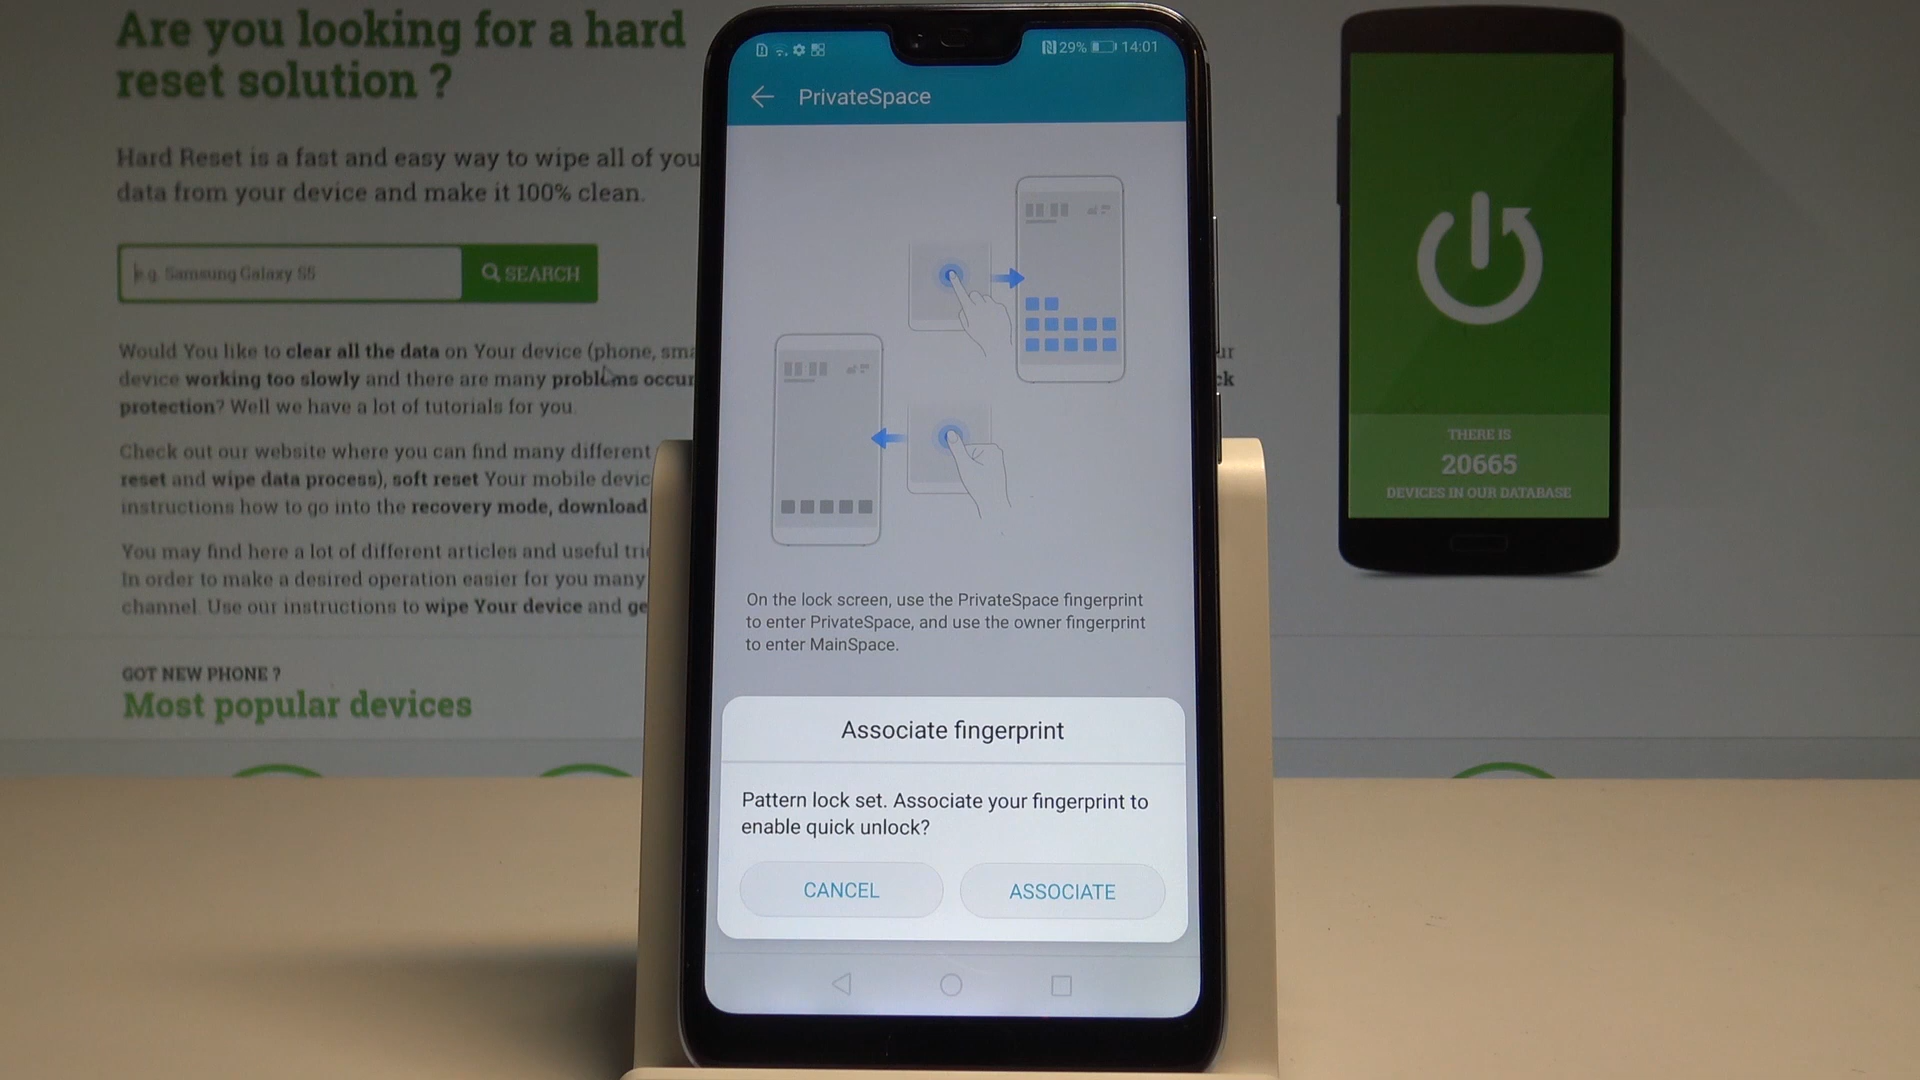 Are you looking for a hard
reset solution ?
Hard Reset is a fast and easy way to wipe all of you
data from your device and make it 100% clean.
e.g. Samsung Galaxy S5
SEARCH
Would You like to clear all the data on Your device (phone, sma
device working too slowly and there are many problems occur
protection? Well we have a lot of tutorials for you.
Check out our website where you can find many different
reset and wipe data process), soft reset Your mobile devic
instructions how to go into the recovery mode, download
You may find here a lot of different articles and useful tri
In order to make a desired operation easier for you many
channel. Use our instructions to wipe Your device and ge
GOT NEW PHONE ?
Most popular devices
29% 14:01
PrivateSpace
On the lock screen, use the PrivateSpace fingerprint
to enter PrivateSpace, and use the owner fingerprint
to enter MainSpace.
Associate fingerprint
Pattern lock set. Associate your fingerprint to
enable quick unlock?
CANCEL
ASSOCIATE
ur
ck
THERE IS
20665
DEVICES IN OUR DATABASE